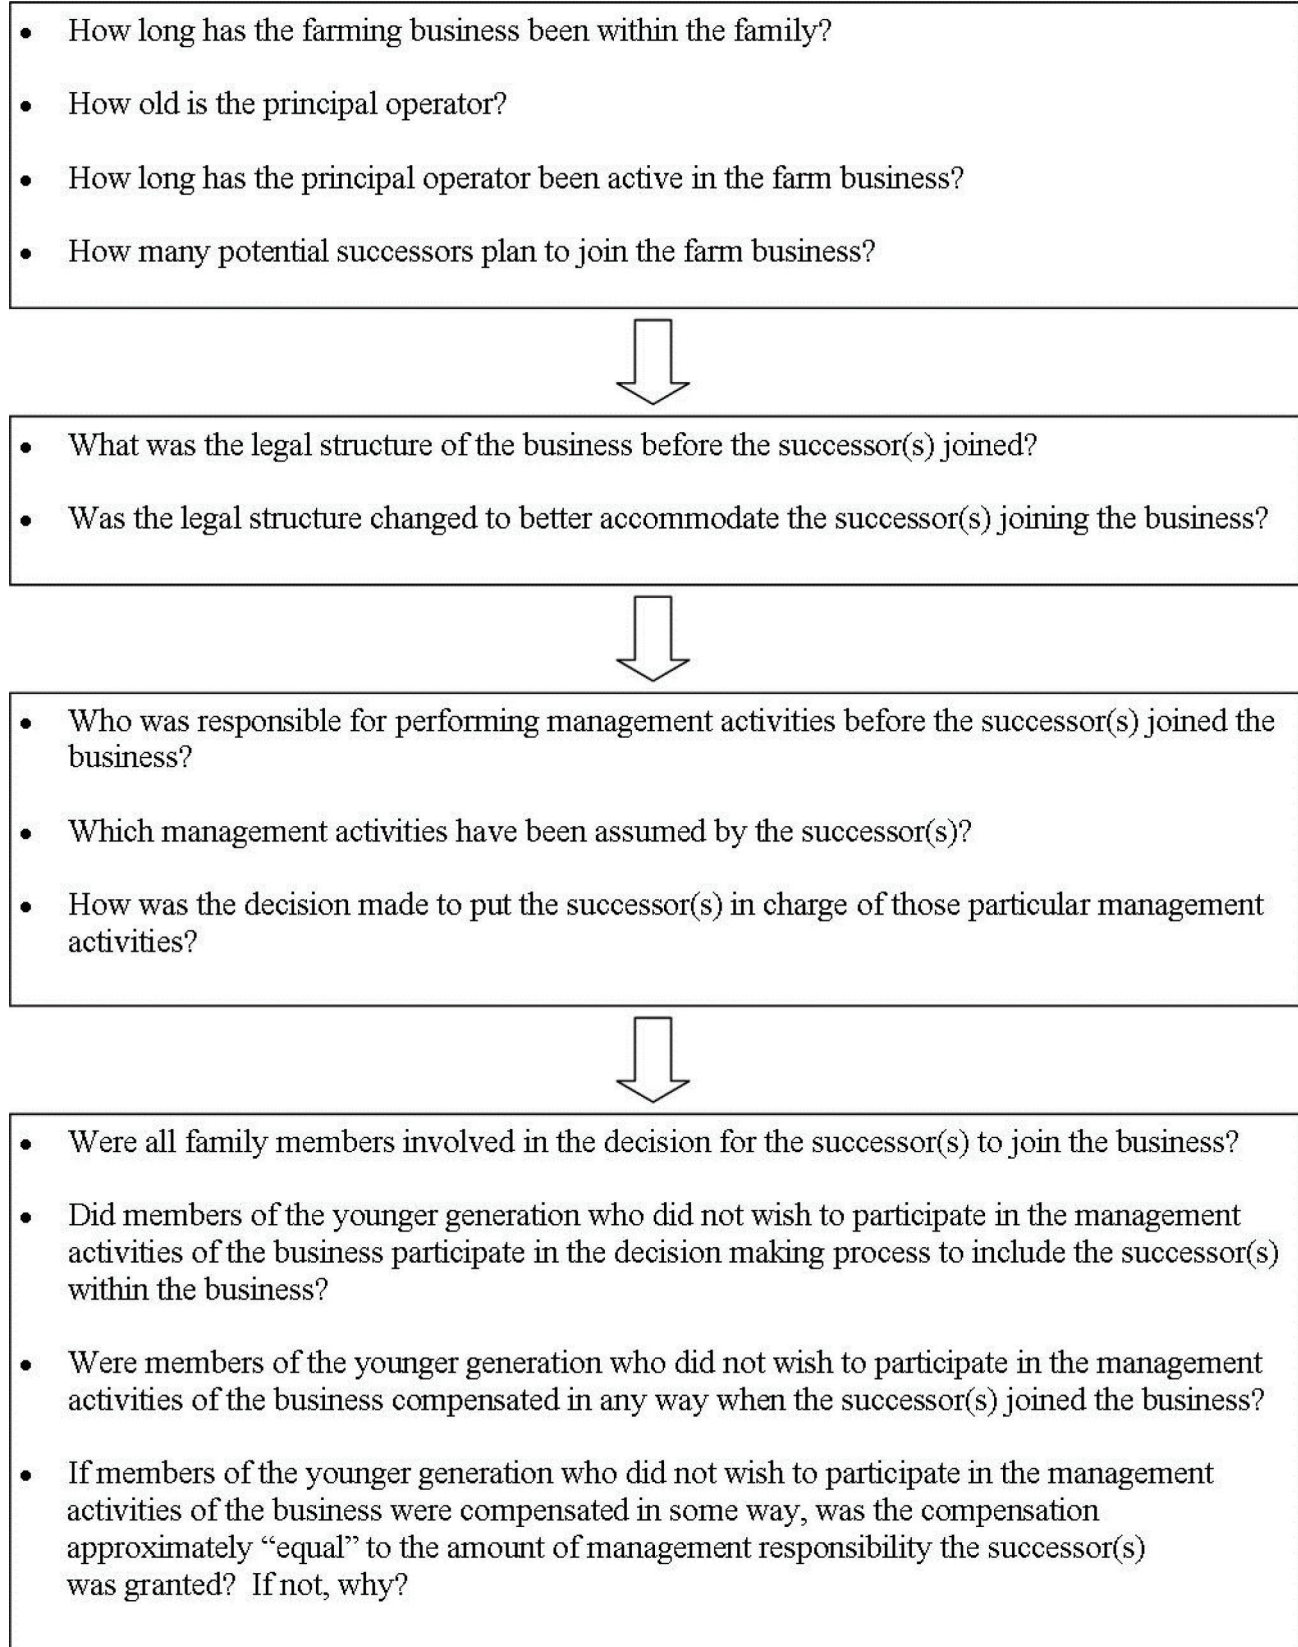 • How long has the farming business been within the family?
• How old is the principal operator?
• How long has the principal operator been active in the farm business?
• How many potential successors plan to join the farm business?
• What was the legal structure of the business before the successor(s) joined?
• Was the legal structure changed to better accommodate the successor(s) joining the business?
• Who was responsible for performing management activities before the successor(s) joined the
business?
• Which management activities have been assumed by the successor(s)?
• How was the decision made to put the successor(s) in charge of those particular management
activities?
• Were all family members involved in the decision for the successor(s) to join the business?
• Did members of the younger generation who did not wish to participate in the management
activities of the business participate in the decision making process to include the successor(s)
within the business?
• Were members of the younger generation who did not wish to participate in the management
activities of the business compensated in any way when the successor(s) joined the business?
• If members of the younger generation who did not wish to participate in the management
activities of the business were compensated in some way, was the compensation
approximately “equal” to the amount of management responsibility the successor(s)
was granted?  If not, why?